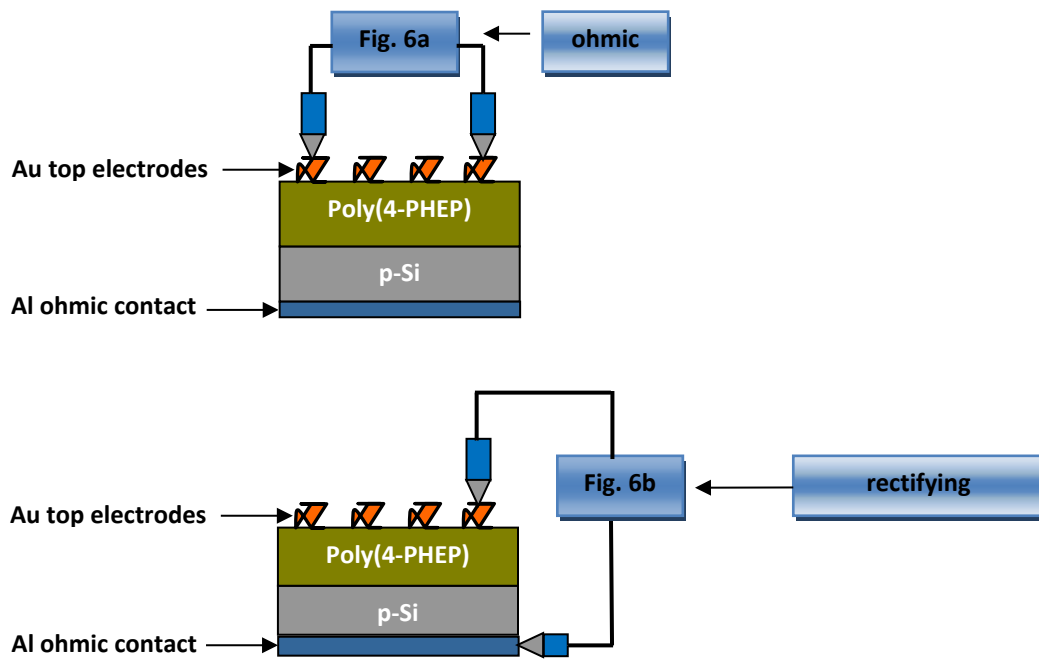 Fig. 6a
ohmic
Au top electrodes
Poly(4-PHEP)
p-Si
Al ohmic contact
Fig. 6b
rectifying
Au top electrodes
Poly(4-PHEP)
p-Si
Al ohmic contact